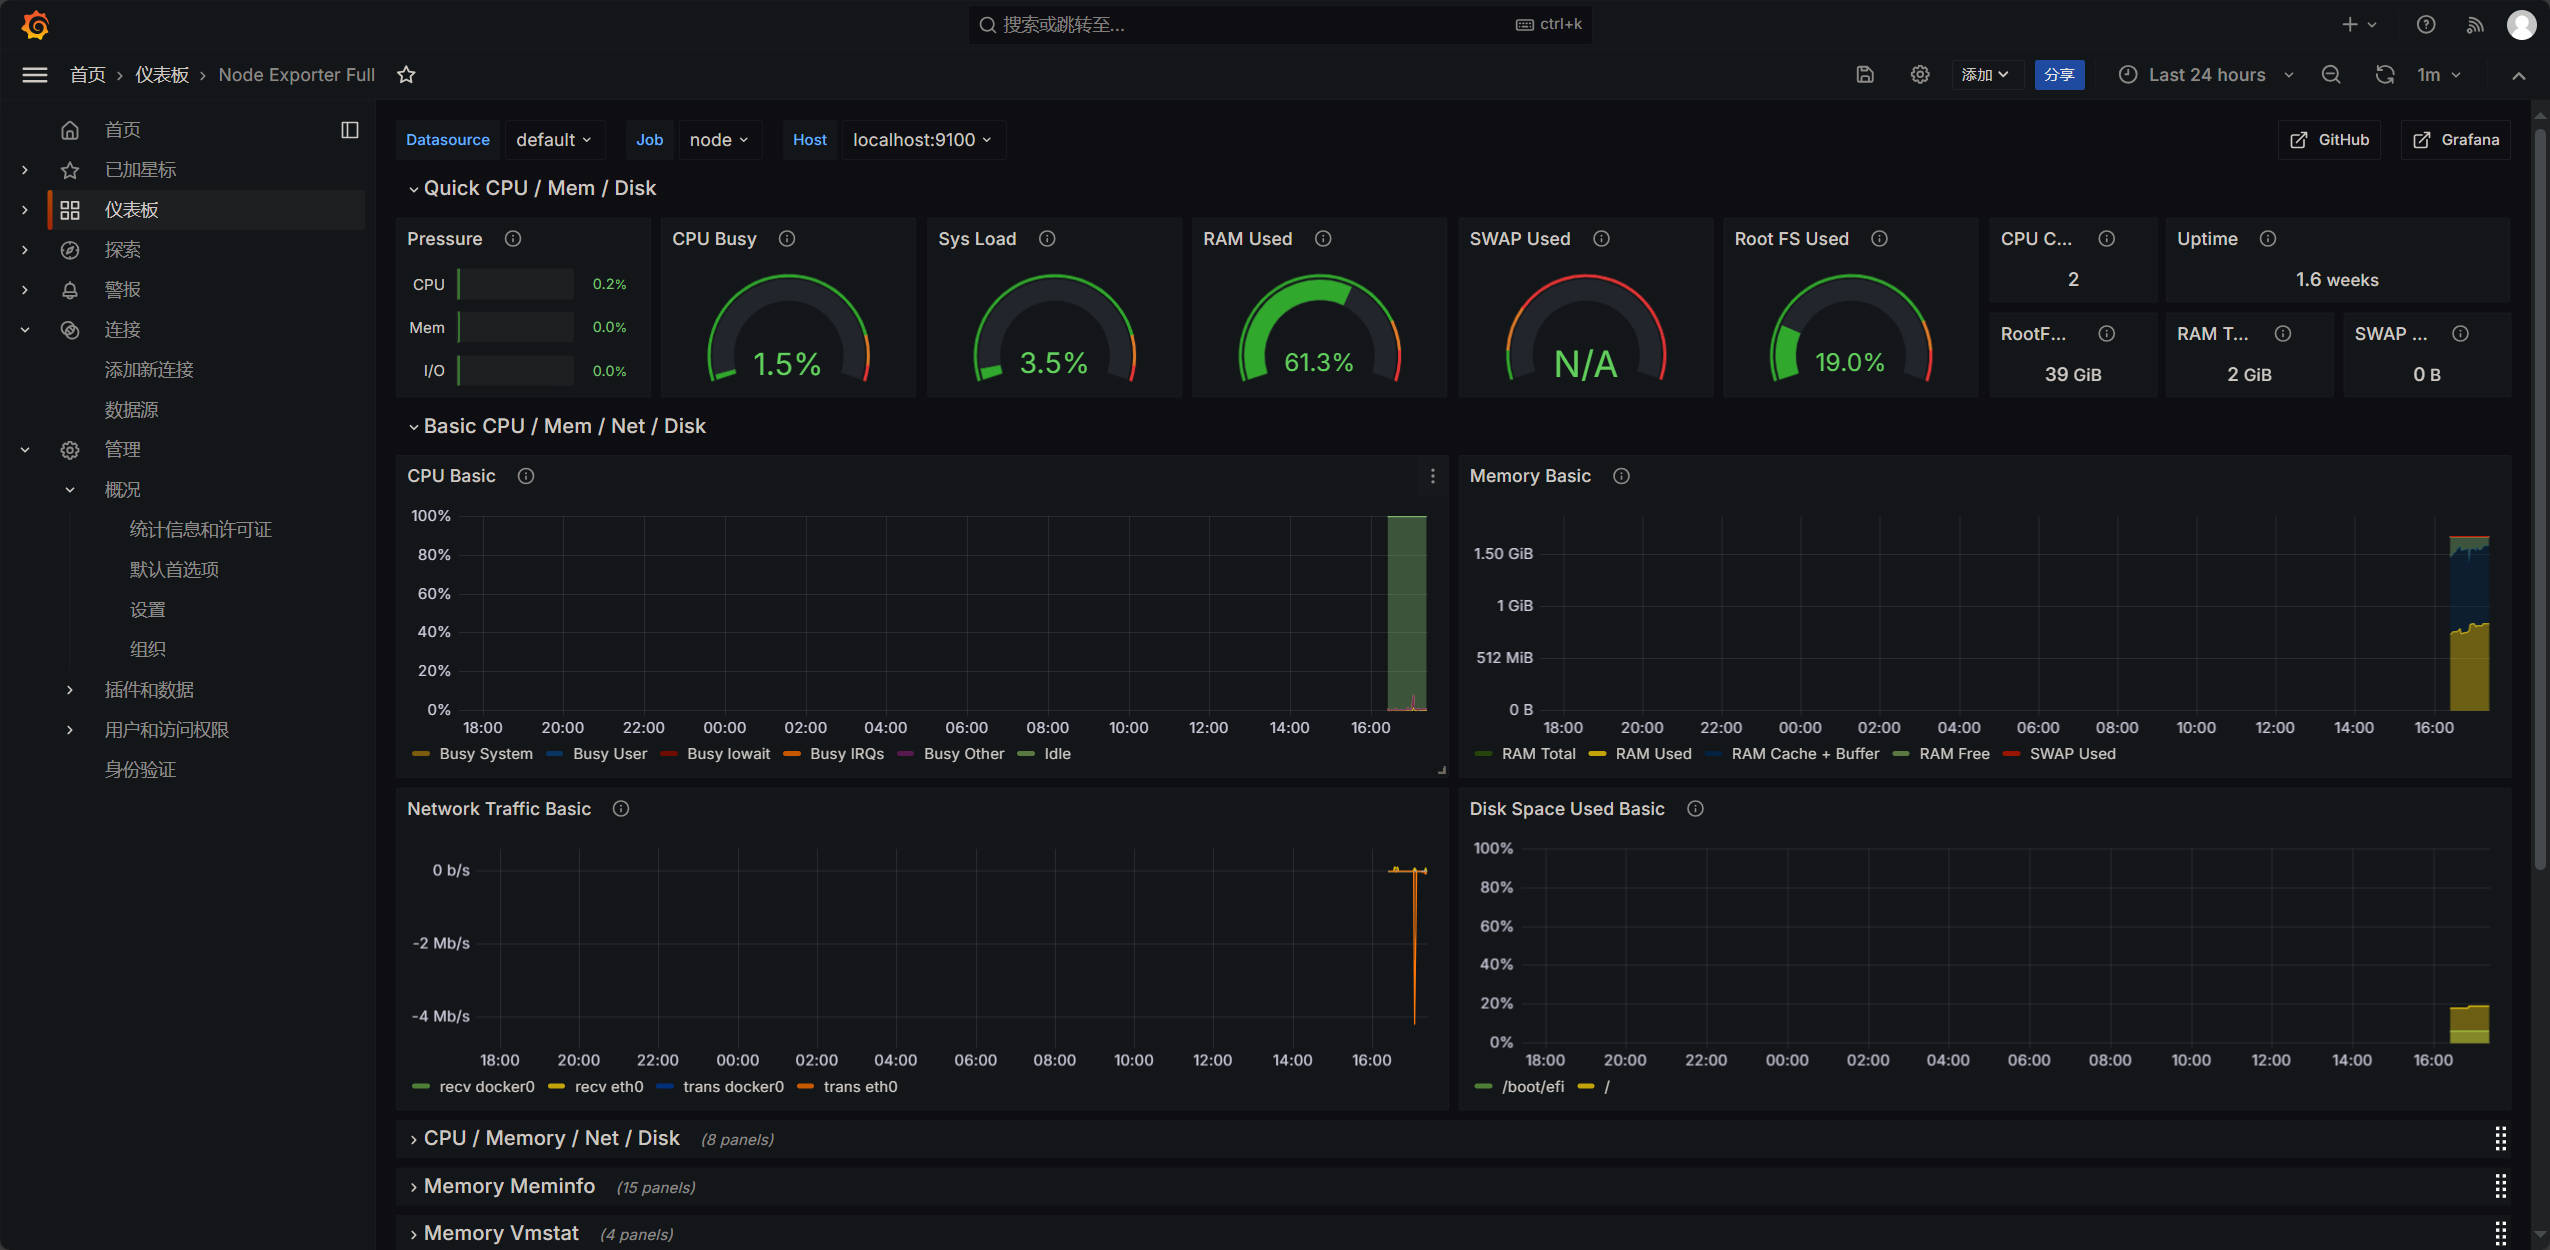 搜索或跳转至...
ctrl+k
首页 › 仪表板 › Node Exporter Full
添加
分享
Last 24 hours
1m
首页
已加星标
仪表板
探索
警报
连接
添加新连接
数据源
管理
概况
统计信息和许可证
默认首选项
设置
组织
插件和数据
用户和访问权限
身份验证
Datasource default Job node Host localhost:9100
GitHub
Grafana
Quick CPU / Mem / Disk
Pressure
CPU 0.2%
Mem 0.0%
I/O 0.0%
CPU Busy
1.5%
Sys Load
3.5%
RAM Used
61.3%
SWAP Used
N/A
Root FS Used
19.0%
CPU C...
2
Uptime
1.6 weeks
RootF...
39 GiB
RAM T...
2 GiB
SWAP ...
0 B
Basic CPU / Mem / Net / Disk
CPU Basic
100%
80%
60%
40%
20%
0%
18:00 20:00 22:00 00:00 02:00 04:00 06:00 08:00 10:00 12:00 14:00 16:00
Busy System Busy User Busy Iowait Busy IRQs Busy Other Idle
Memory Basic
1.50 GiB
1 GiB
512 MiB
0 B
18:00 20:00 22:00 00:00 02:00 04:00 06:00 08:00 10:00 12:00 14:00 16:00
RAM Total RAM Used RAM Cache + Buffer RAM Free SWAP Used
Network Traffic Basic
0 b/s
-2 Mb/s
-4 Mb/s
18:00 20:00 22:00 00:00 02:00 04:00 06:00 08:00 10:00 12:00 14:00 16:00
recv docker0 recv eth0 trans docker0 trans eth0
Disk Space Used Basic
100%
80%
60%
40%
20%
0%
18:00 20:00 22:00 00:00 02:00 04:00 06:00 08:00 10:00 12:00 14:00 16:00
/boot/efi /
CPU / Memory / Net / Disk (8 panels)
Memory Meminfo (15 panels)
Memory Vmstat (4 panels)